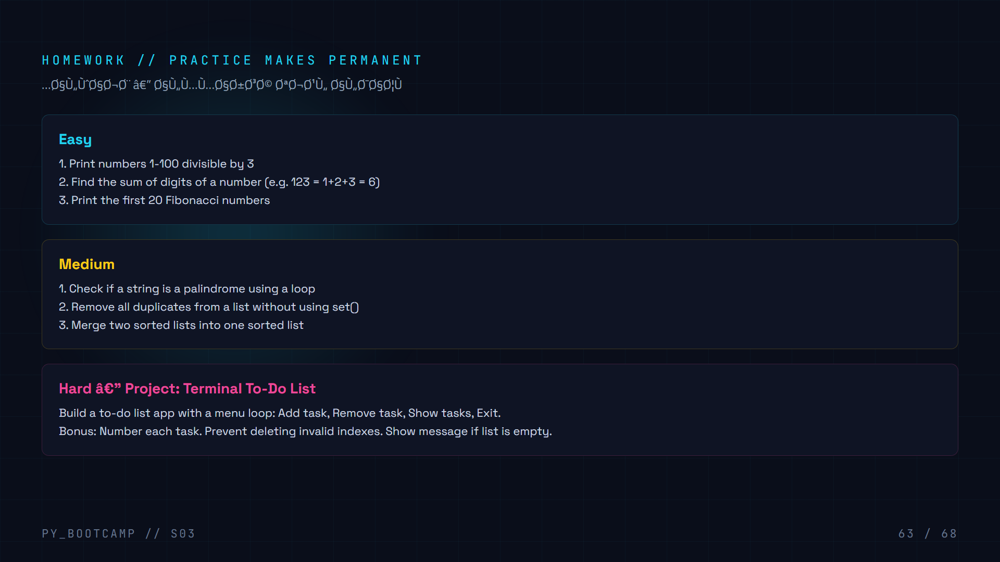 HOMEWORK // PRACTICE MAKES PERMANENT
...Ø§Ù„ÙˆØ§Ø¬Ø¨ â€” Ø§Ù„Ù…Ù…Ø§Ø±Ø³Ø© ØªØ¬Ø¹Ù„ Ø§Ù„Ø¯Ø§Ø¦Ù
Easy
1. Print numbers 1-100 divisible by 3
2. Find the sum of digits of a number (e.g. 123 = 1+2+3 = 6)
3. Print the first 20 Fibonacci numbers
Medium
1. Check if a string is a palindrome using a loop
2. Remove all duplicates from a list without using set()
3. Merge two sorted lists into one sorted list
Hard â€” Project: Terminal To-Do List
Build a to-do list app with a menu loop: Add task, Remove task, Show tasks, Exit.
Bonus: Number each task. Prevent deleting invalid indexes. Show message if list is empty.
PY_BOOTCAMP // S03
63 / 68